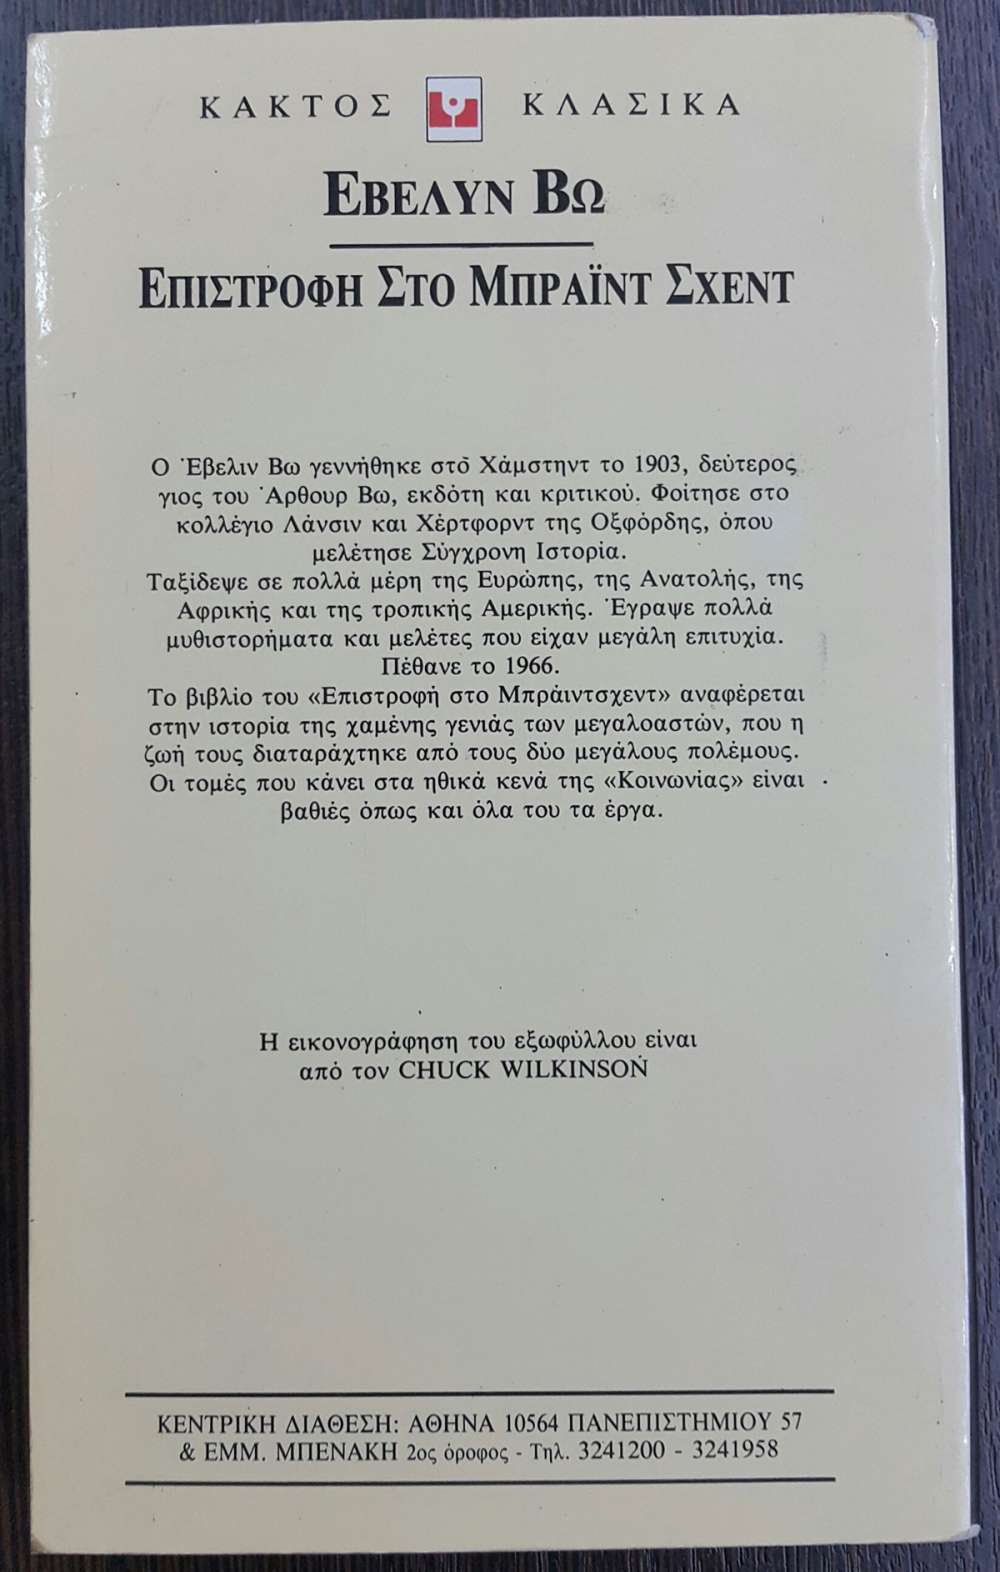 ΚΑΚΤΟΣ ΚΛΑΣΙΚΑ
ΕΒΕΛΥΝ ΒΩ
ΕΠΙΣΤΡΟΦΗ ΣΤΟ ΜΠΡΑΪΝΤ ΣΧΕΝΤ
Ο Έβελιν Βω γεννήθηκε στό Χάμστηντ το 1903, δεύτερος
γιος του Άρθουρ Βω, εκδότη και κριτικού. Φοίτησε στο
κολλέγιο Λάνσιν και Χέρτφορντ της Οξφόρδης, όπου
μελέτησε Σύγχρονη Ιστορία.
Ταξίδεψε σε πολλά μέρη της Ευρώπης, της Ανατολής, της
Αφρικής και της τροπικής Αμερικής. Έγραψε πολλά
μυθιστορήματα και μελέτες που είχαν μεγάλη επιτυχία.
Πέθανε το 1966.
Το βιβλίο του «Επιστροφή στο Μπράιντσχεντ» αναφέρεται
στην ιστορία της χαμένης γενιάς των μεγαλοαστών, που η
ζωή τους διαταράχτηκε από τους δύο μεγάλους πολέμους.
Οι τομές που κάνει στα ηθικά κενά της «Κοινωνίας» είναι
βαθιές όπως και όλα του τα έργα.
Η εικονογράφηση του εξωφύλλου είναι
από τον CHUCK WILKINSON
ΚΕΝΤΡΙΚΗ ΔΙΑΘΕΣΗ: ΑΘΗΝΑ 10564 ΠΑΝΕΠΙΣΤΗΜΙΟΥ 57
& ΕΜΜ. ΜΠΕΝΑΚΗ 2ος όροφος - Τηλ. 3241200 - 3241958